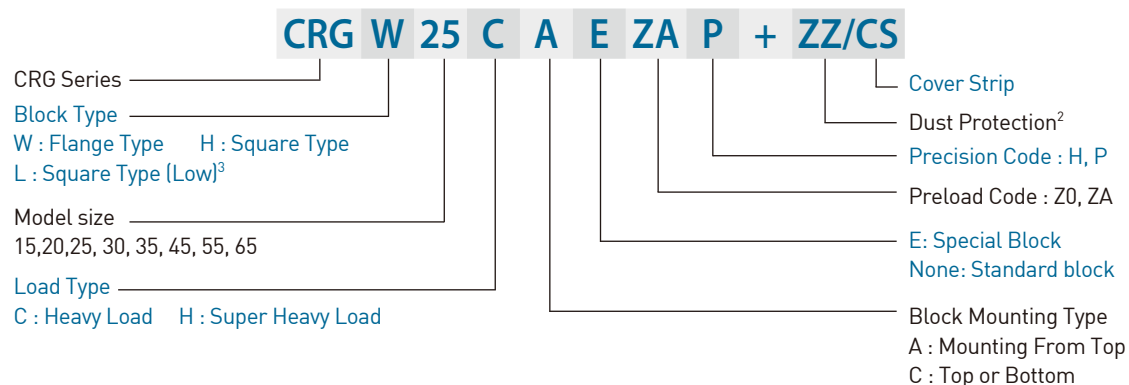 CRG W 25 C A E ZA P + ZZ/CS
CRG Series
Block Type
W : Flange Type H : Square Type
L : Square Type (Low)3
Model size
15,20,25, 30, 35, 45, 55, 65
Load Type
C : Heavy Load H : Super Heavy Load
Cover Strip
Dust Protection2
Precision Code : H, P
Preload Code : Z0, ZA
E: Special Block
None: Standard block
Block Mounting Type
A : Mounting From Top
C : Top or Bottom